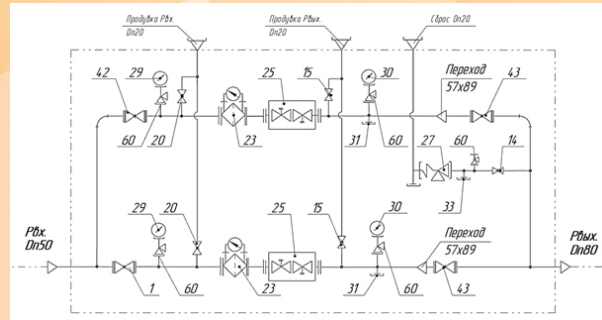 Продувка Рвх.
Dn20
Продувка Рвых.
Dn20
Сброс Dn20
42
29
25
15
30
Переход
57х89
43
60
20
23
31
60
27
60
14
33
29
20
25
15
30
Переход
57х89
Рвх.
Dn50
Рвых.
Dn80
1
60
23
31
60
43